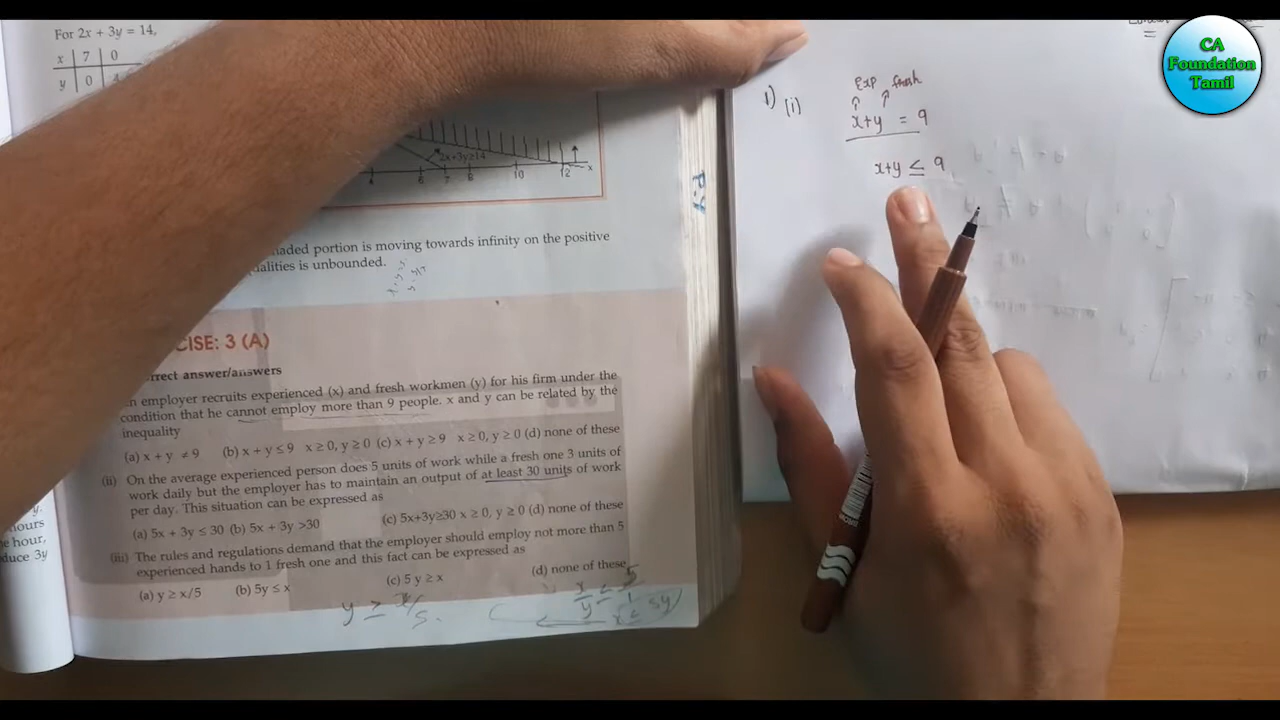 For 2x + 3y = 14,
x 7 0
y 0
2x+3y≥14
4 6 7 8 10 12 x
haded portion is moving towards infinity on the positive
ualities is unbounded.
CISE: 3 (A)
rrect answer/answers
n employer recruits experienced (x) and fresh workmen (y) for his firm under the
condition that he cannot employ more than 9 people. x and y can be related by the
inequality
(a) x + y ≠ 9 (b) x + y ≤ 9 x ≥ 0, y ≥ 0 (c) x + y ≥ 9 x ≥ 0, y ≥ 0 (d) none of these
(ii) On the average experienced person does 5 units of work while a fresh one 3 units of
work daily but the employer has to maintain an output of at least 30 units of work
per day. This situation can be expressed as
(a) 5x + 3y ≤ 30 (b) 5x + 3y >30 (c) 5x+3y≥30 x ≥ 0, y ≥ 0 (d) none of these
(iii) The rules and regulations demand that the employer should employ not more than 5
experienced hands to 1 fresh one and this fact can be expressed as
(a) y ≥ x/5 (b) 5y ≤ x (c) 5 y ≥ x (d) none of these
y ≥ x/5.
x/y ≤ 5/1
x ≤ 5y
y.
hours
e hour,
duce 3y
P.y
1) (i)
Exp fresh
x+y = 9
x+y ≤ 9
CA
Foundation
Tamil